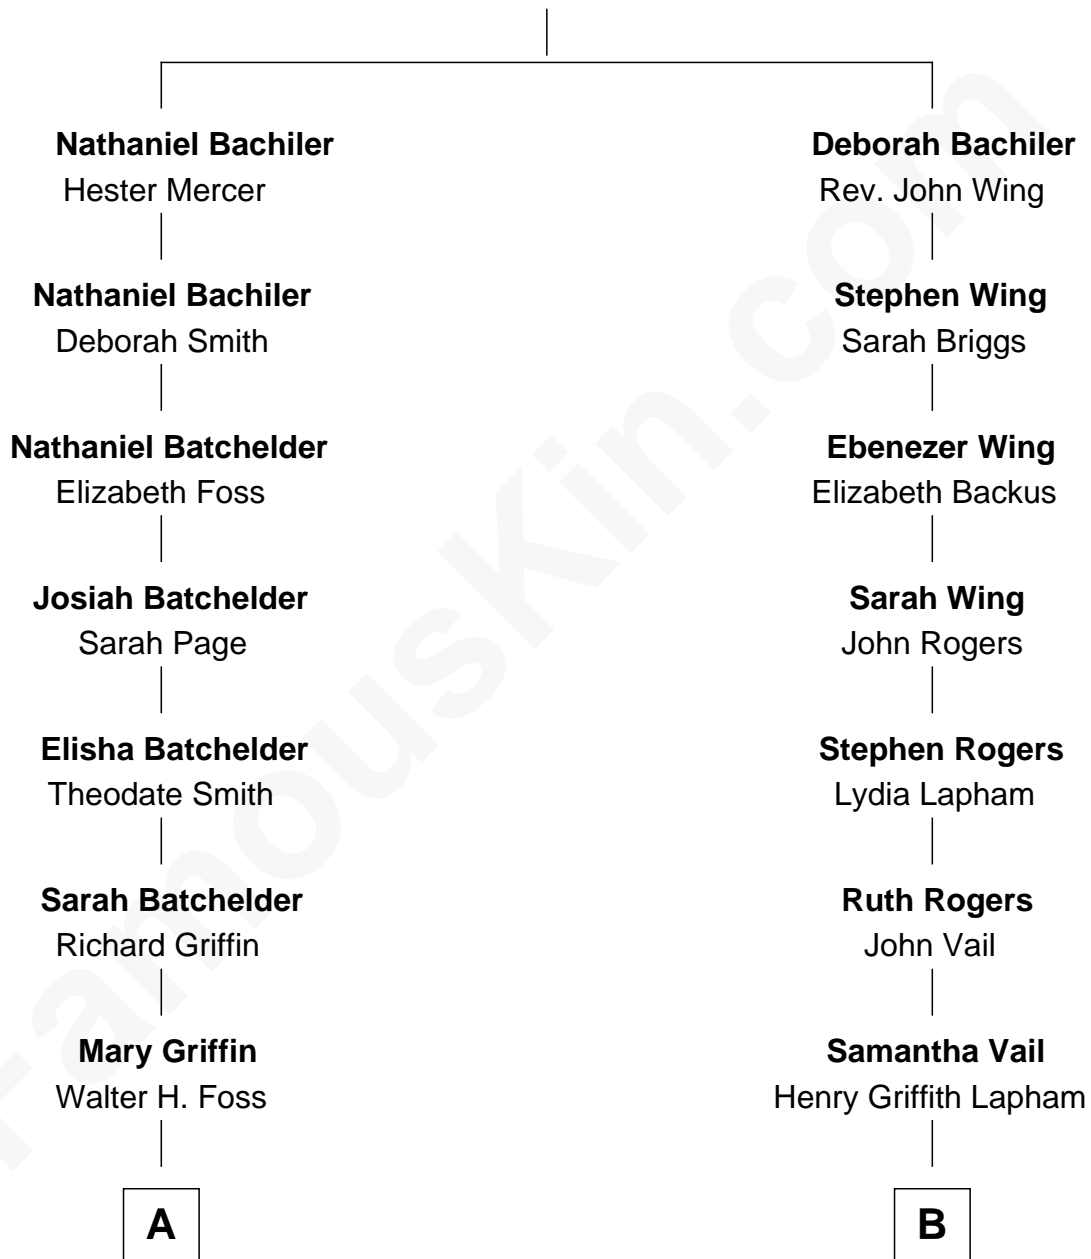 Nathaniel Bachiler
Hester Mercer
Nathaniel Bachiler
Deborah Smith
Nathaniel Batchelder
Elizabeth Foss
Josiah Batchelder
Sarah Page
Elisha Batchelder
Theodate Smith
Sarah Batchelder
Richard Griffin
Mary Griffin
Walter H. Foss
A
Deborah Bachiler
Rev. John Wing
Stephen Wing
Sarah Briggs
Ebenezer Wing
Elizabeth Backus
Sarah Wing
John Rogers
Stephen Rogers
Lydia Lapham
Ruth Rogers
John Vail
Samantha Vail
Henry Griffith Lapham
B
FamousKin.com